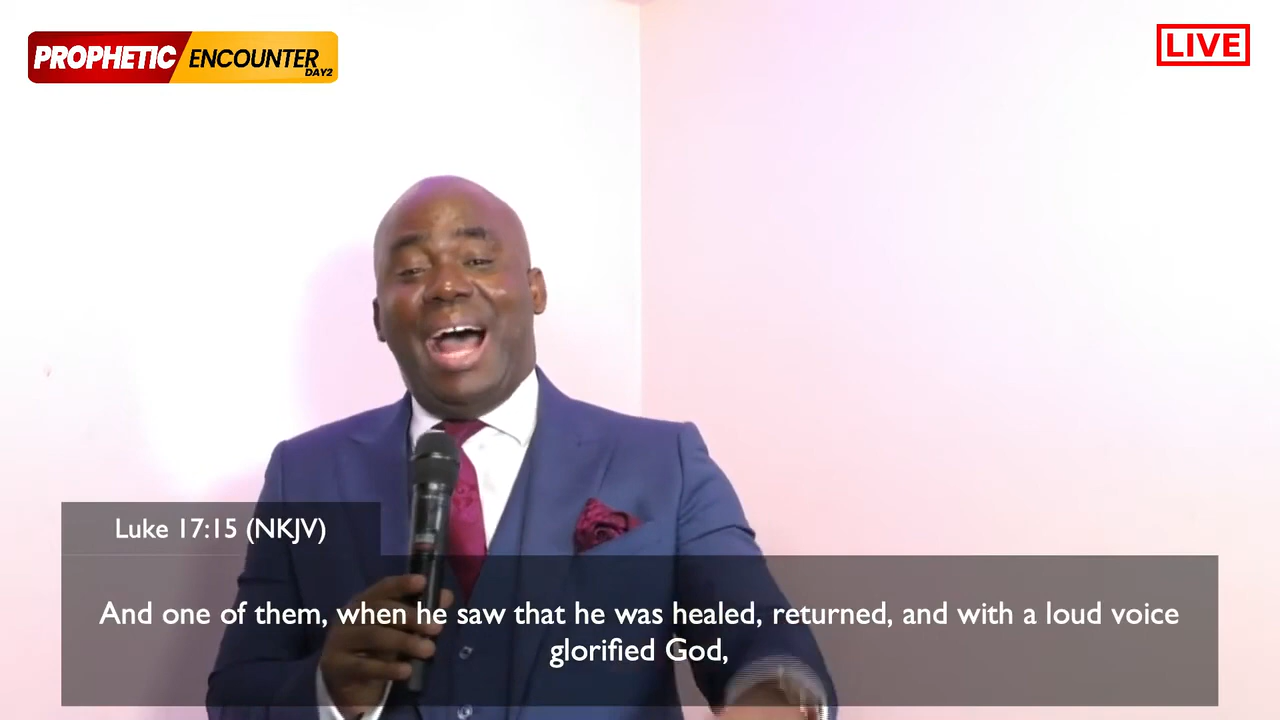 PROPHETIC ENCOUNTER
DAY2
LIVE
Luke 17:15 (NKJV)
And one of them, when he saw that he was healed, returned, and with a loud voice
glorified God,